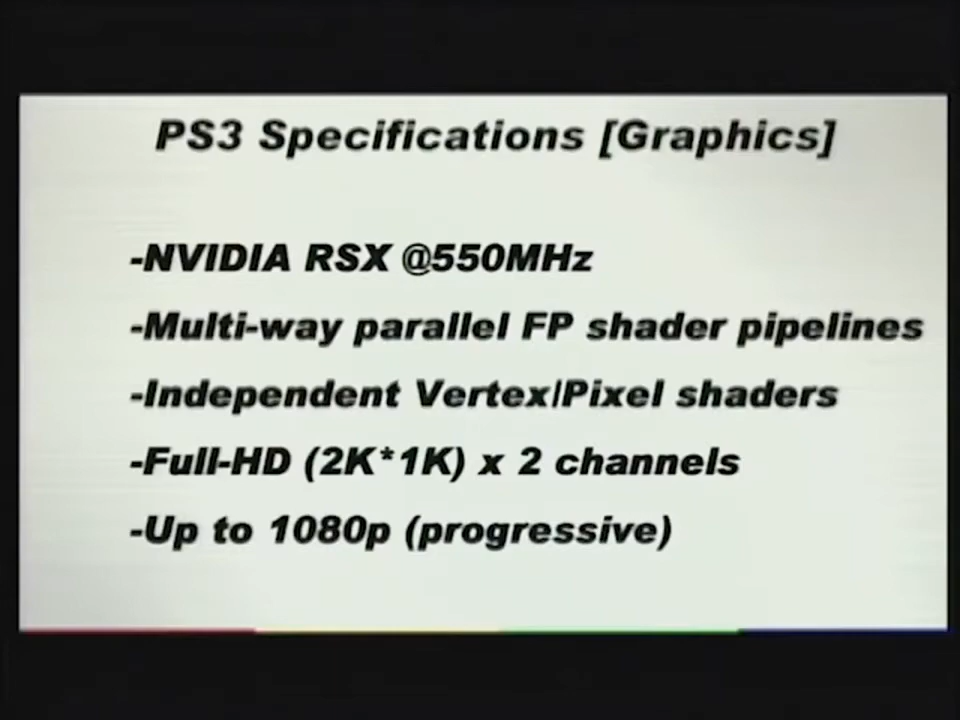 PS3 Specifications [Graphics]
-NVIDIA RSX @550MHz
-Multi-way parallel FP shader pipelines
-Independent Vertex/Pixel shaders
-Full-HD (2K*1K) x 2 channels
-Up to 1080p (progressive)